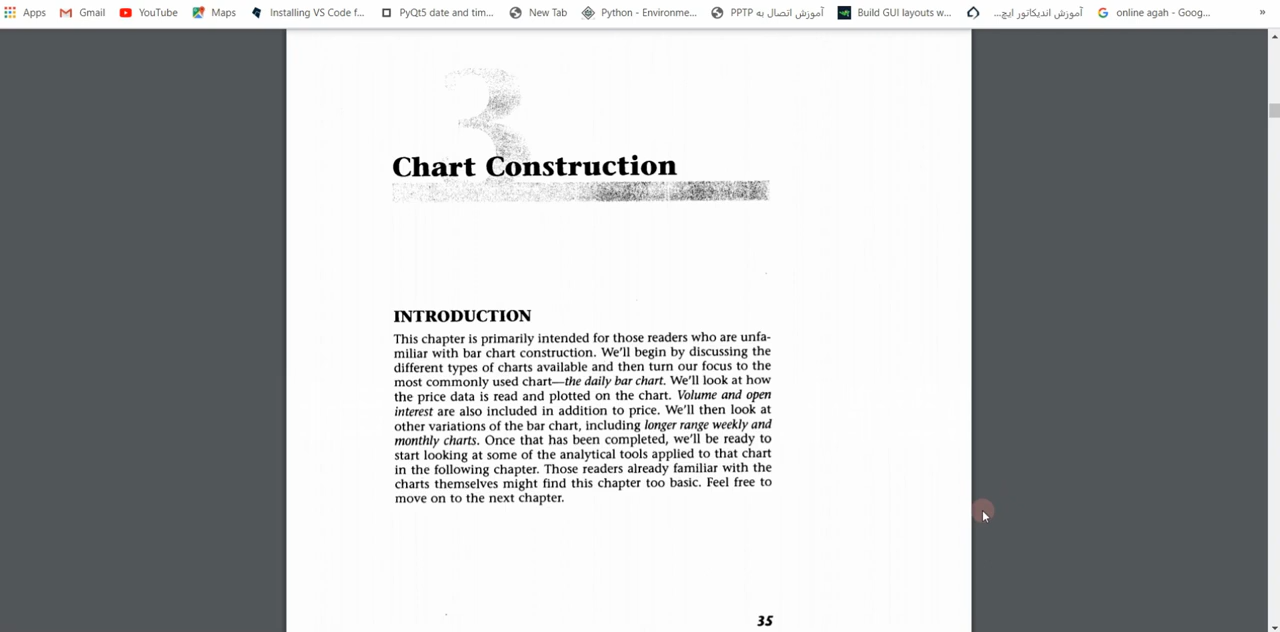 Apps Gmail YouTube Maps Installing VS Code f... PyQt5 date and tim... New Tab Python - Environme... آموزش اتصال به PPTP Build GUI layouts w... آموزش اندیکاتور ایچ... online agah - Goog... »
3
Chart Construction
INTRODUCTION
This chapter is primarily intended for those readers who are unfa-
miliar with bar chart construction. We'll begin by discussing the
different types of charts available and then turn our focus to the
most commonly used chart—the daily bar chart. We'll look at how
the price data is read and plotted on the chart. Volume and open
interest are also included in addition to price. We'll then look at
other variations of the bar chart, including longer range weekly and
monthly charts. Once that has been completed, we'll be ready to
start looking at some of the analytical tools applied to that chart
in the following chapter. Those readers already familiar with the
charts themselves might find this chapter too basic. Feel free to
move on to the next chapter.
35